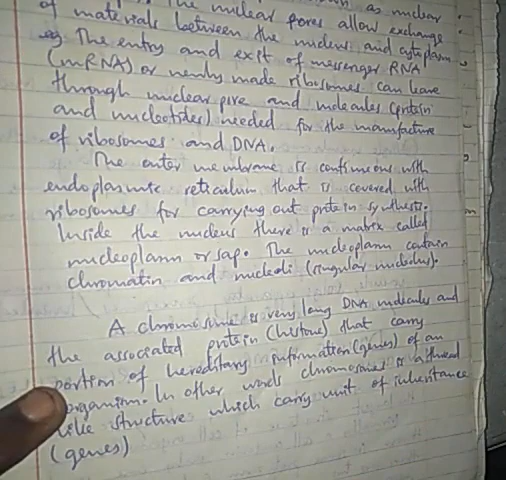 The nuclear pores allow exchange
of materials between the nucleus and cytoplasm
eg The entry and exit of messenger RNA
(mRNAs) or newly made ribosomes can leave
through nuclear pore and molecules (protein
and nucleotides) needed for the manufacture
of ribosomes and DNA.
The outer membrane is continuous with
endoplasmic reticulum that is covered with
ribosomes for carrying out protein synthesis.
Inside the nucleus there is a matrix called
nucleoplasm or sap. The nucleoplasm contain
chromatin and nucleoli (singular nucleolus).
A chromosome is very long DNA molecules and
the associated protein (histone) that carry
portion of hereditary information (genes) of an
organism. In other words chromosomes is a thread
like structure which carry unit of inheritance
(genes)